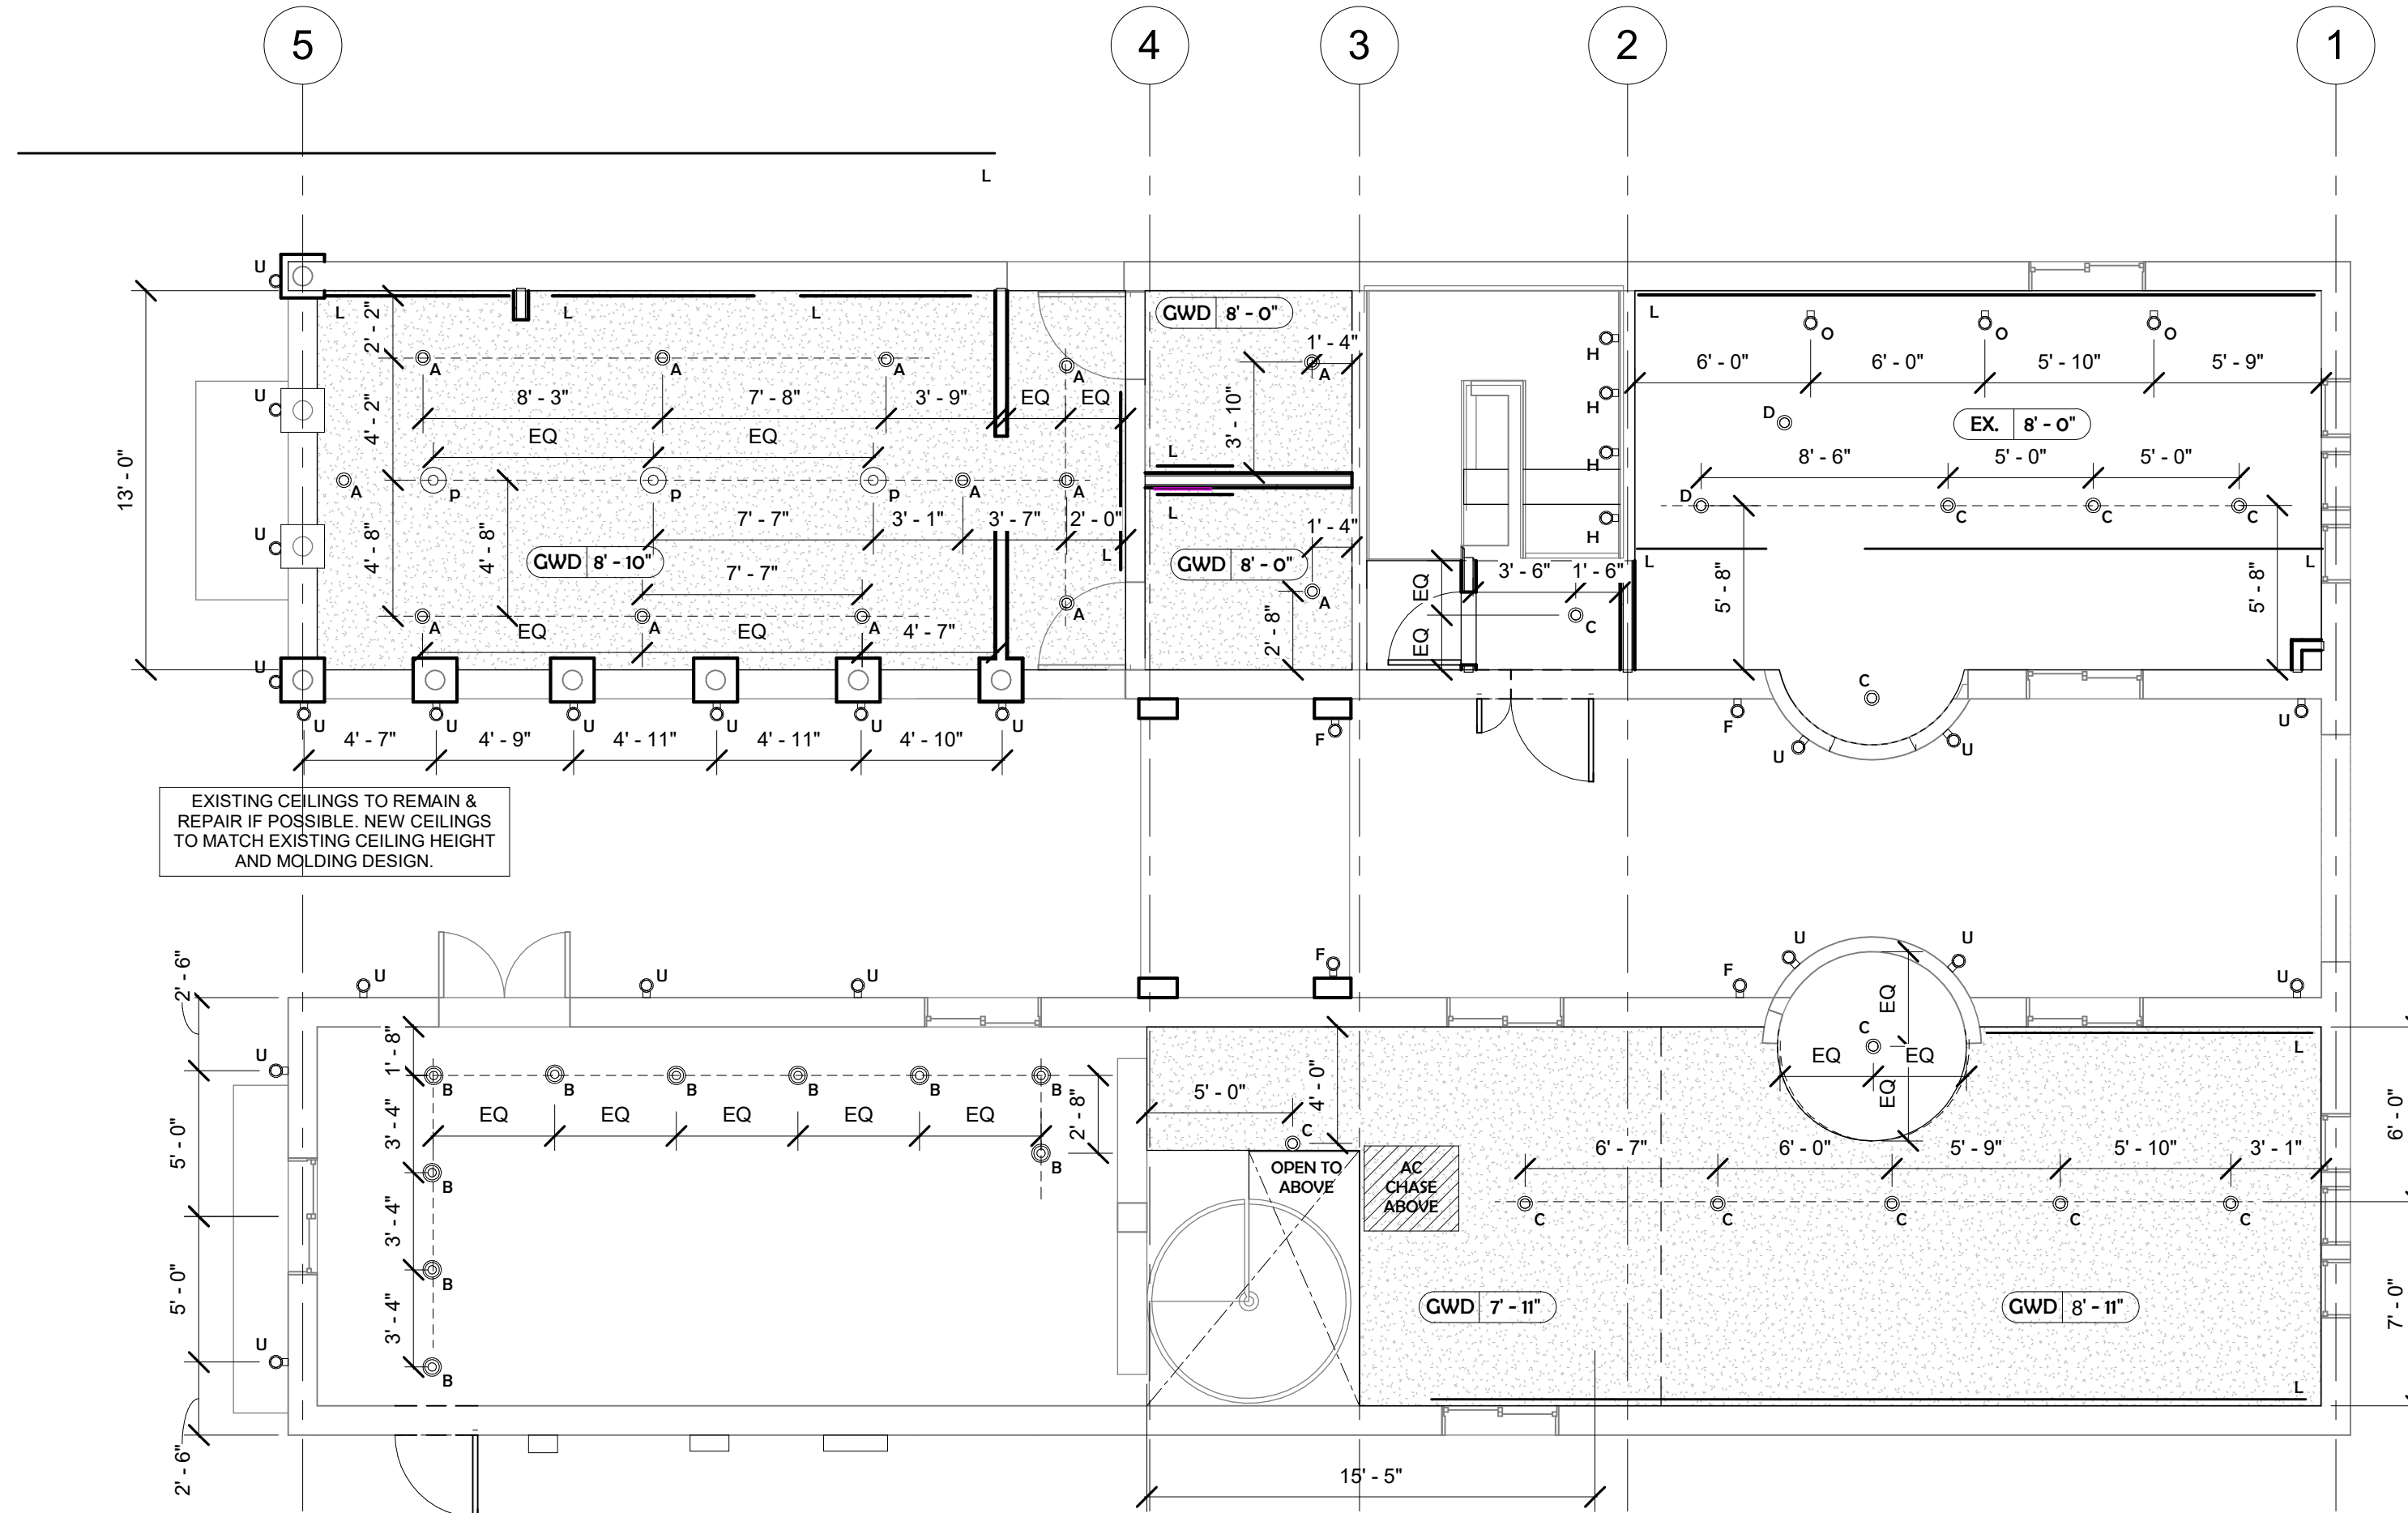 5 4 3 2 1
L
U
L L L
GWD 8' - 0"
L
2' - 2"
A A A A
1' - 4"
A
H
O O O
6' - 0" 6' - 0" 5' - 10" 5' - 9"
U
8' - 3" 7' - 8" 3' - 9" EQ EQ
H
D
EX. 8' - 0"
4' - 2"
EQ EQ
3' - 10"
L
H
8' - 6" 5' - 0" 5' - 0"
13' - 0"
A P P P A A
D C C C
L
U
7' - 7" 3' - 1" 3' - 7" 2' - 0"
1' - 4"
H
4' - 8" 4' - 8"
GWD 8' - 10"
L
GWD 8' - 0"
L L
7' - 7"
EQ
3' - 6" 1' - 6"
5' - 8" 5' - 8"
A
A A A A
EQ EQ 4' - 7"
2' - 8"
EQ
C
U
C
U U U U U U
F F U
4' - 7" 4' - 9" 4' - 11" 4' - 11" 4' - 10"
U U
EXISTING CEILINGS TO REMAIN &
REPAIR IF POSSIBLE. NEW CEILINGS
TO MATCH EXISTING CEILING HEIGHT
AND MOLDING DESIGN.
U U
F
2' - 6"
U U U
F U
EQ
C
1' - 8"
U
EQ EQ
L
B B B B B B
EQ
5' - 0"
4' - 0"
2' - 8"
EQ EQ EQ EQ EQ
3' - 4"
C
6' - 0"
5' - 0"
6' - 7" 6' - 0" 5' - 9" 5' - 10" 3' - 1"
B
OPEN TO
ABOVE
AC
CHASE
ABOVE
B
C C C C C
3' - 4"
B
5' - 0"
GWD 7' - 11"
GWD 8' - 11"
7' - 0"
3' - 4"
U
B
L
2' - 6"
15' - 5"